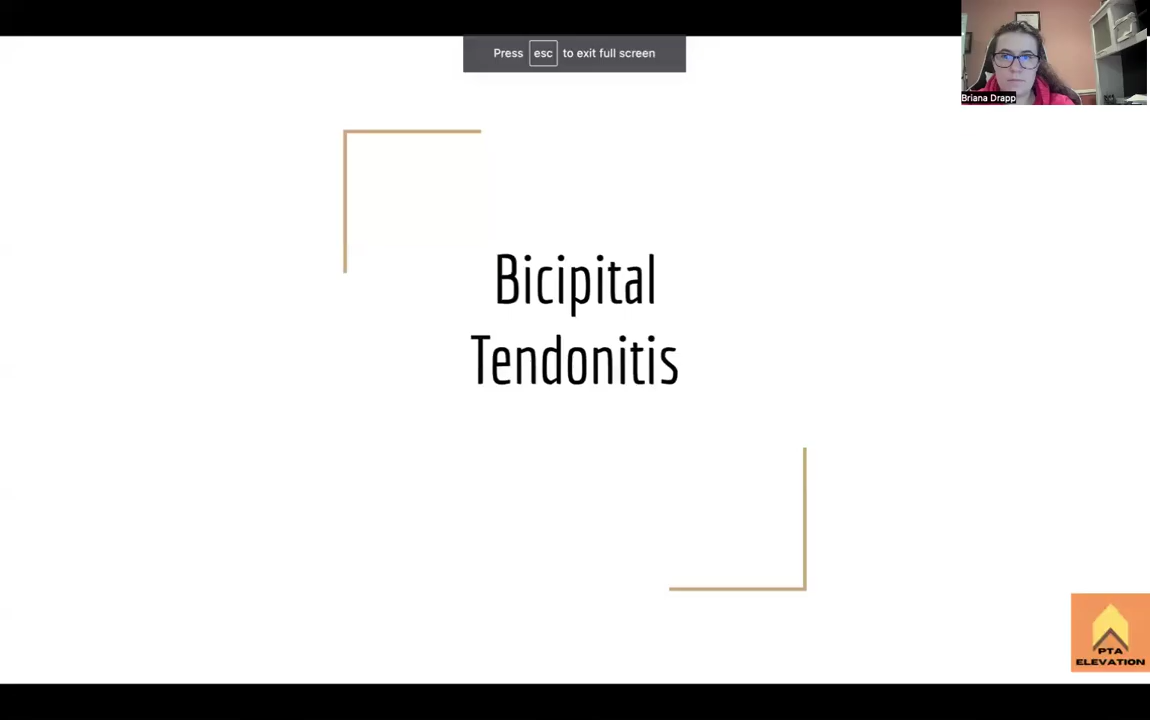 Press esc to exit full screen
Briana Drapp
Bicipital
Tendonitis
PTA
ELEVATION